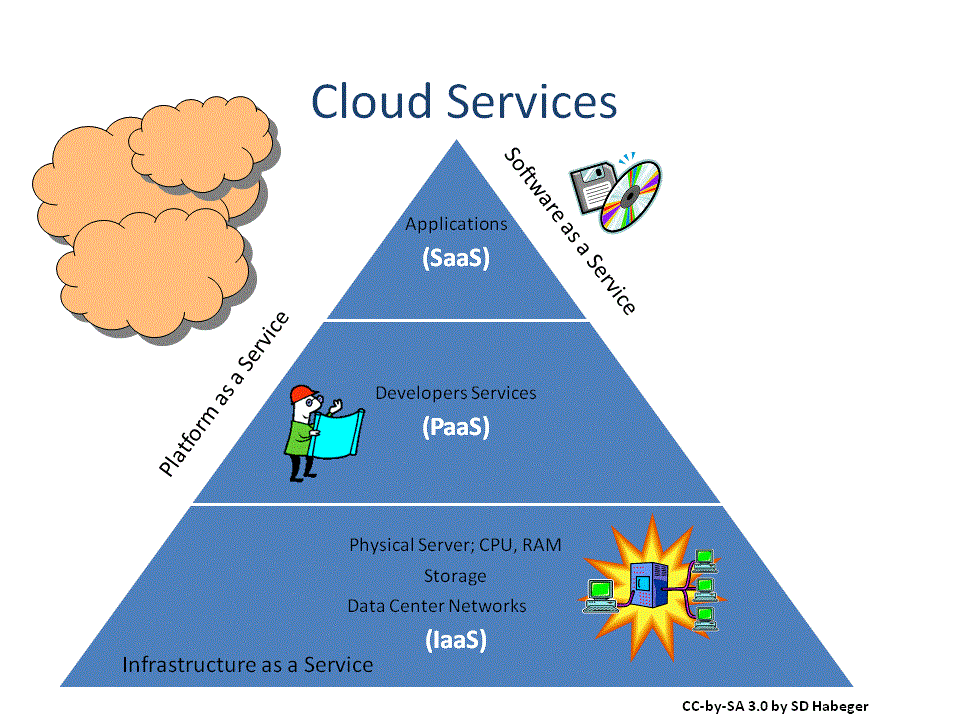 Cloud Services
Software as a Service
Applications
(SaaS)
Platform as a Service
Developers Services
(PaaS)
Physical Server; CPU, RAM
Storage
Data Center Networks
(IaaS)
Infrastructure as a Service
CC-by-SA 3.0 by SD Habeger